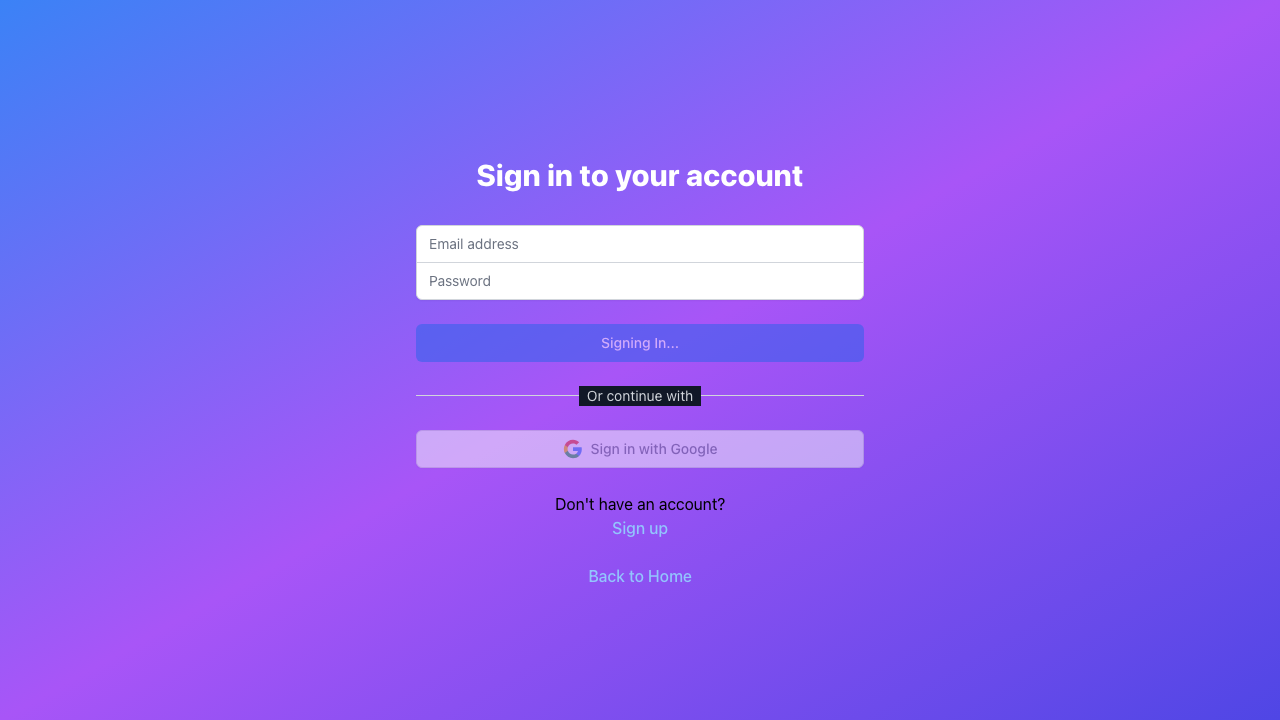 Sign in to your account
Email address
Password
Signing In...
Or continue with
Sign in with Google
Don't have an account?
Sign up
Back to Home